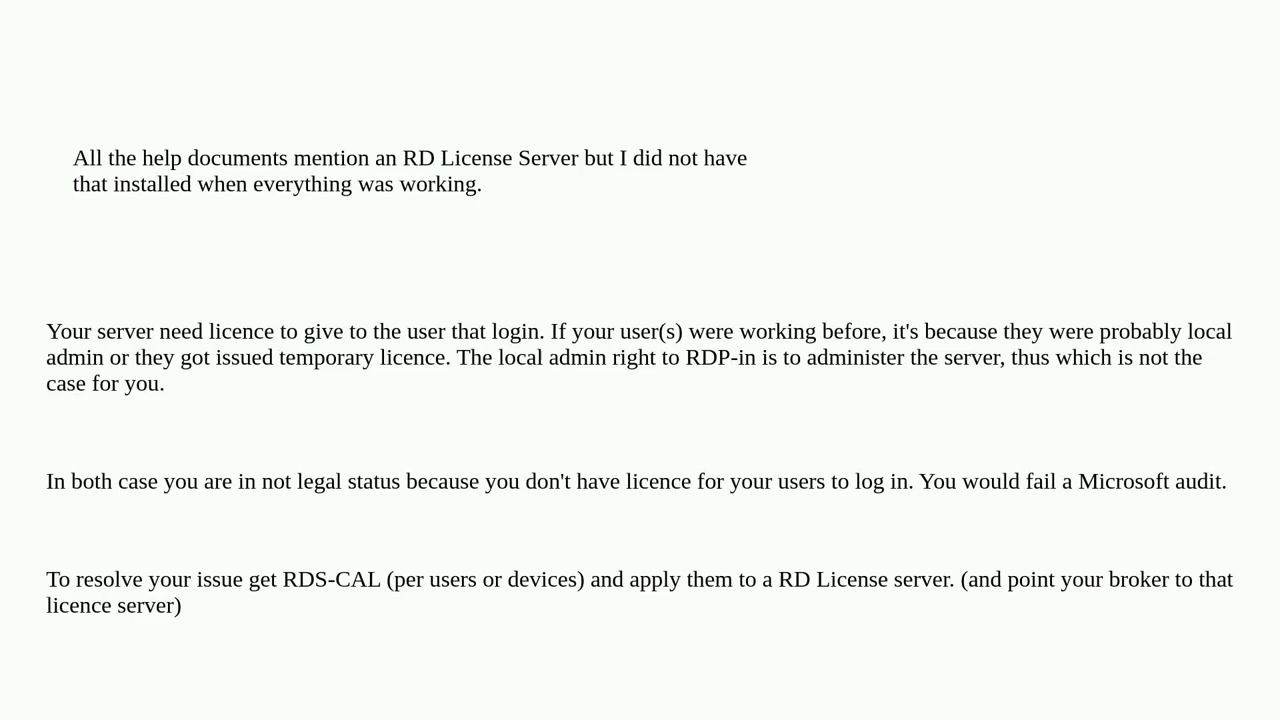 All the help documents mention an RD License Server but I did not have
that installed when everything was working.
Your server need licence to give to the user that login. If your user(s) were working before, it's because they were probably local
admin or they got issued temporary licence. The local admin right to RDP-in is to administer the server, thus which is not the
case for you.
In both case you are in not legal status because you don't have licence for your users to log in. You would fail a Microsoft audit.
To resolve your issue get RDS-CAL (per users or devices) and apply them to a RD License server. (and point your broker to that
licence server)